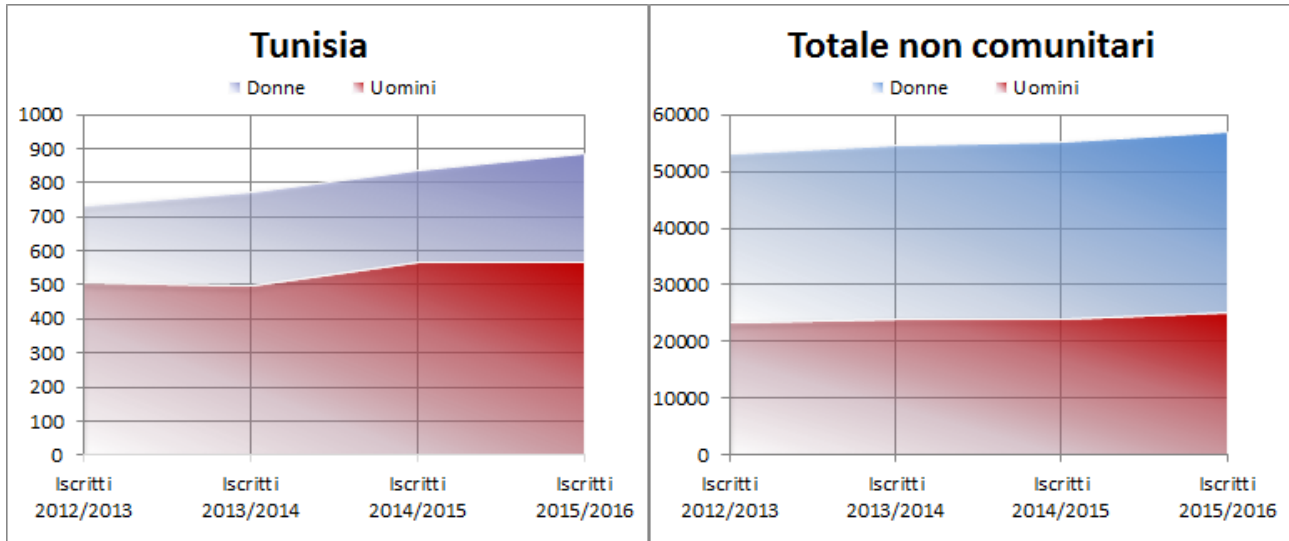 Tunisia
Donne Uomini
1000
900
800
700
600
500
400
300
200
100
0
Iscritti 2012/2013
Iscritti 2013/2014
Iscritti 2014/2015
Iscritti 2015/2016
Totale non comunitari
Donne Uomini
60000
50000
40000
30000
20000
10000
0
Iscritti 2012/2013
Iscritti 2013/2014
Iscritti 2014/2015
Iscritti 2015/2016